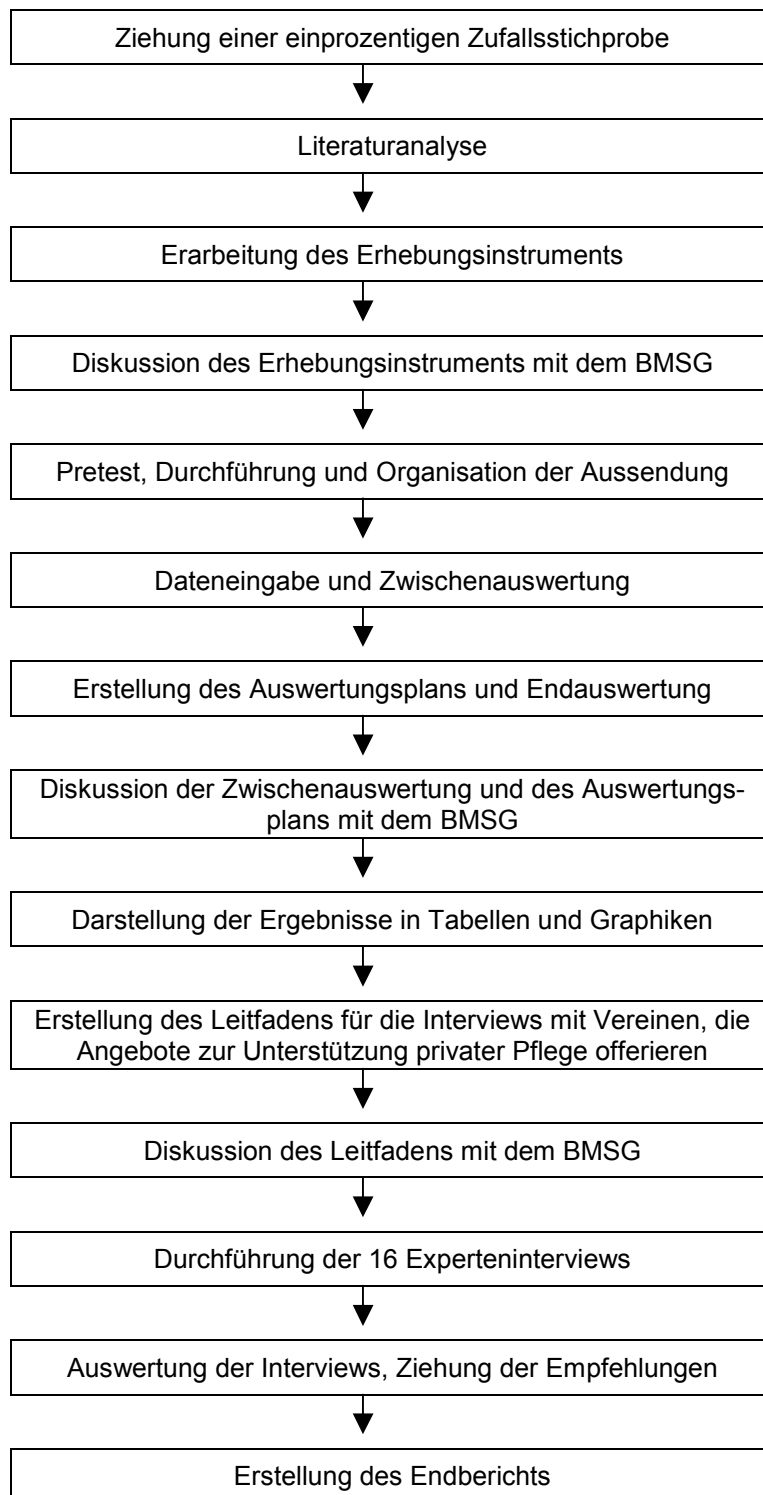 Ziehung einer einprozentigen Zufallsstichprobe
Literaturanalyse
Erarbeitung des Erhebungsinstruments
Diskussion des Erhebungsinstruments mit dem BMSG
Pretest, Durchführung und Organisation der Aussendung
Dateneingabe und Zwischenauswertung
Erstellung des Auswertungsplans und Endauswertung
Diskussion der Zwischenauswertung und des Auswertungs-
plans mit dem BMSG
Darstellung der Ergebnisse in Tabellen und Graphiken
Erstellung des Leitfadens für die Interviews mit Vereinen, die
Angebote zur Unterstützung privater Pflege offerieren
Diskussion des Leitfadens mit dem BMSG
Durchführung der 16 Experteninterviews
Auswertung der Interviews, Ziehung der Empfehlungen
Erstellung des Endberichts